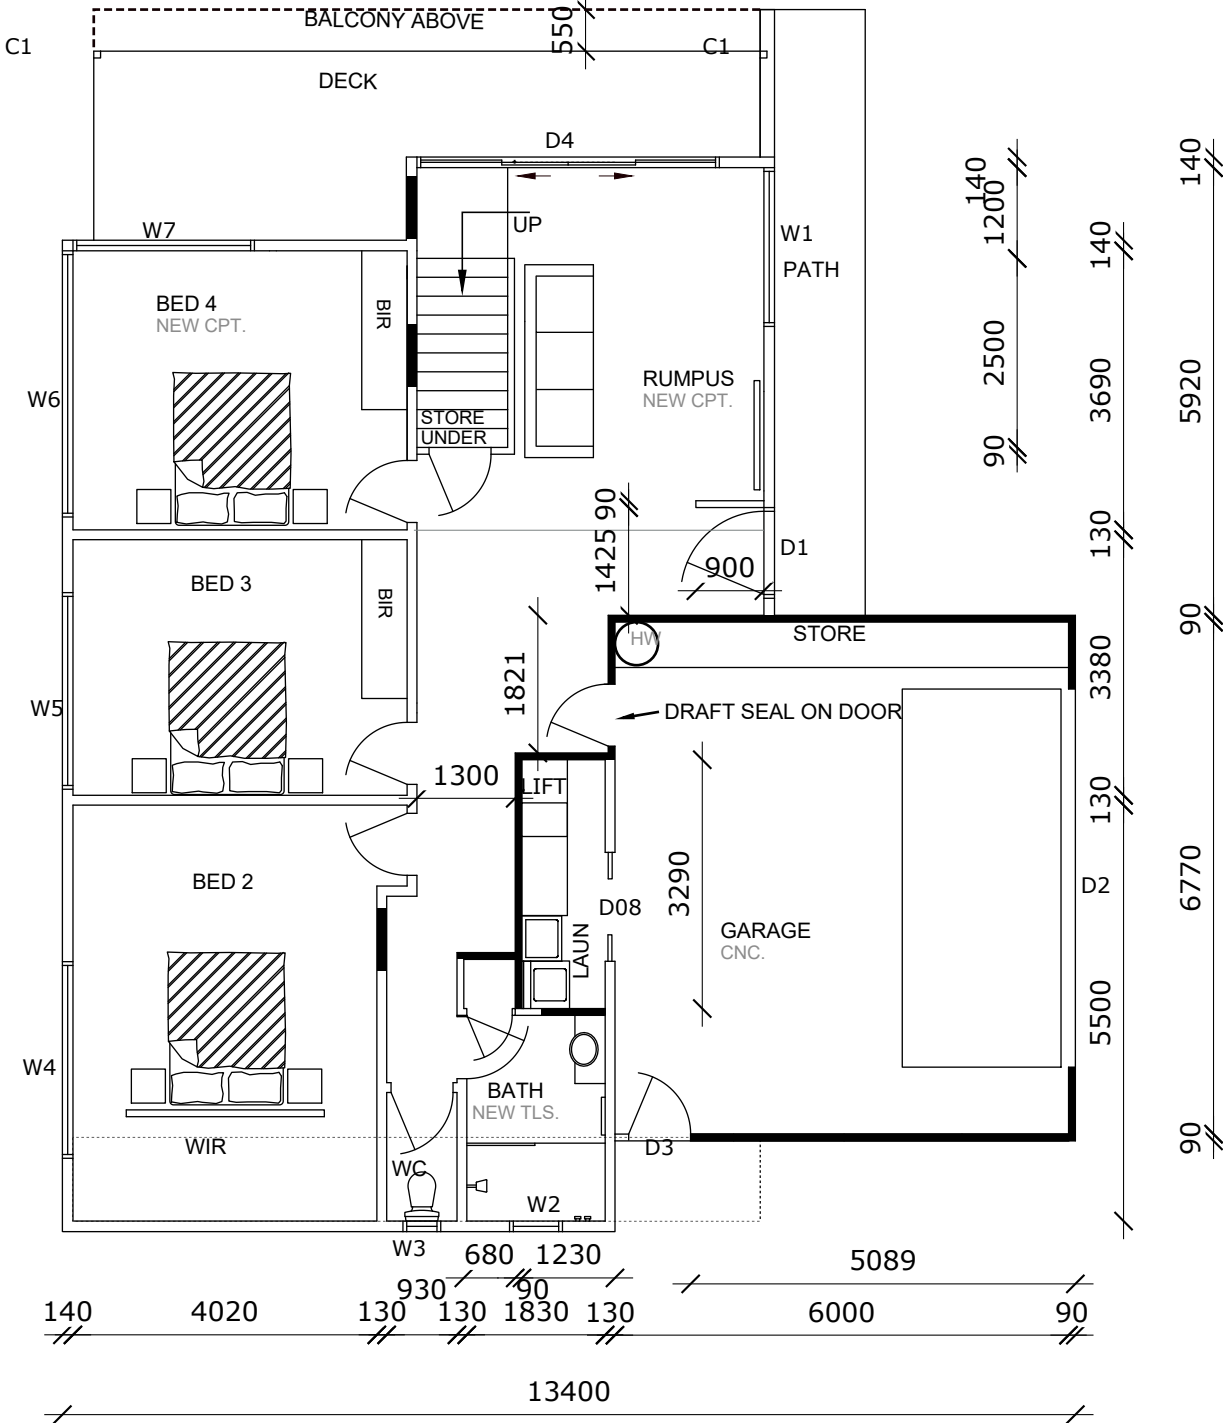 BALCONY ABOVE
550
C1
C1
DECK
D4
140
140
1200
W7
UP
W1
140
PATH
BED 4
NEW CPT.
BIR
2500
3690
5920
RUMPUS
NEW CPT.
W6
STORE
UNDER
90
90
1425
130
D1
900
BED 3
BIR
90
HW
STORE
3380
1821
W5
DRAFT SEAL ON DOOR
1300
LIFT
130
BED 2
3290
6770
D2
D08
GARAGE
CNC.
LAUN
5500
W4
BATH
NEW TLS.
90
WIR
D3
WC
W2
W3
680
1230
5089
930
90
140
4020
130
130
1830
130
6000
90
13400